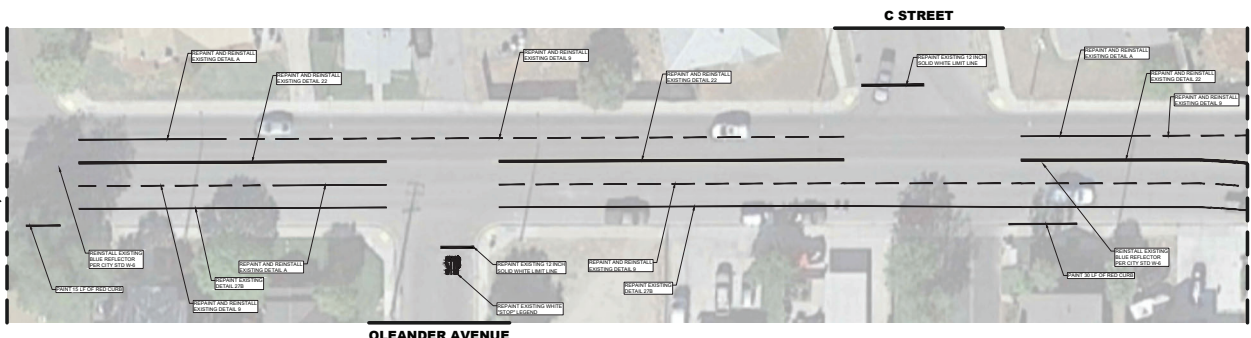 C STREET
REPAINT AND REINSTALL
EXISTING DETAIL A
REPAINT AND REINSTALL
EXISTING DETAIL 22
REPAINT AND REINSTALL
EXISTING DETAIL 9
REPAINT AND REINSTALL
EXISTING DETAIL 22
REPAINT EXISTING 12 INCH
SOLID WHITE LIMIT LINE
REPAINT AND REINSTALL
EXISTING DETAIL A
REPAINT AND REINSTALL
EXISTING DETAIL 22
REPAINT AND REINSTALL
EXISTING DETAIL 9
REINSTALL EXISTING
BLUE REFLECTOR
PER CITY STD W-6
PAINT 15 LF OF RED CURB
REPAINT AND REINSTALL
EXISTING DETAIL A
REPAINT EXISTING
DETAIL 27B
REPAINT AND REINSTALL
EXISTING DETAIL 9
REPAINT EXISTING 12 INCH
SOLID WHITE LIMIT LINE
REPAINT EXISTING WHITE
"STOP" LEGEND
REPAINT AND REINSTALL
EXISTING DETAIL 9
REPAINT EXISTING
DETAIL 27B
REINSTALL EXISTING
BLUE REFLECTOR
PER CITY STD W-6
PAINT 30 LF OF RED CURB
OLEANDER AVENUE